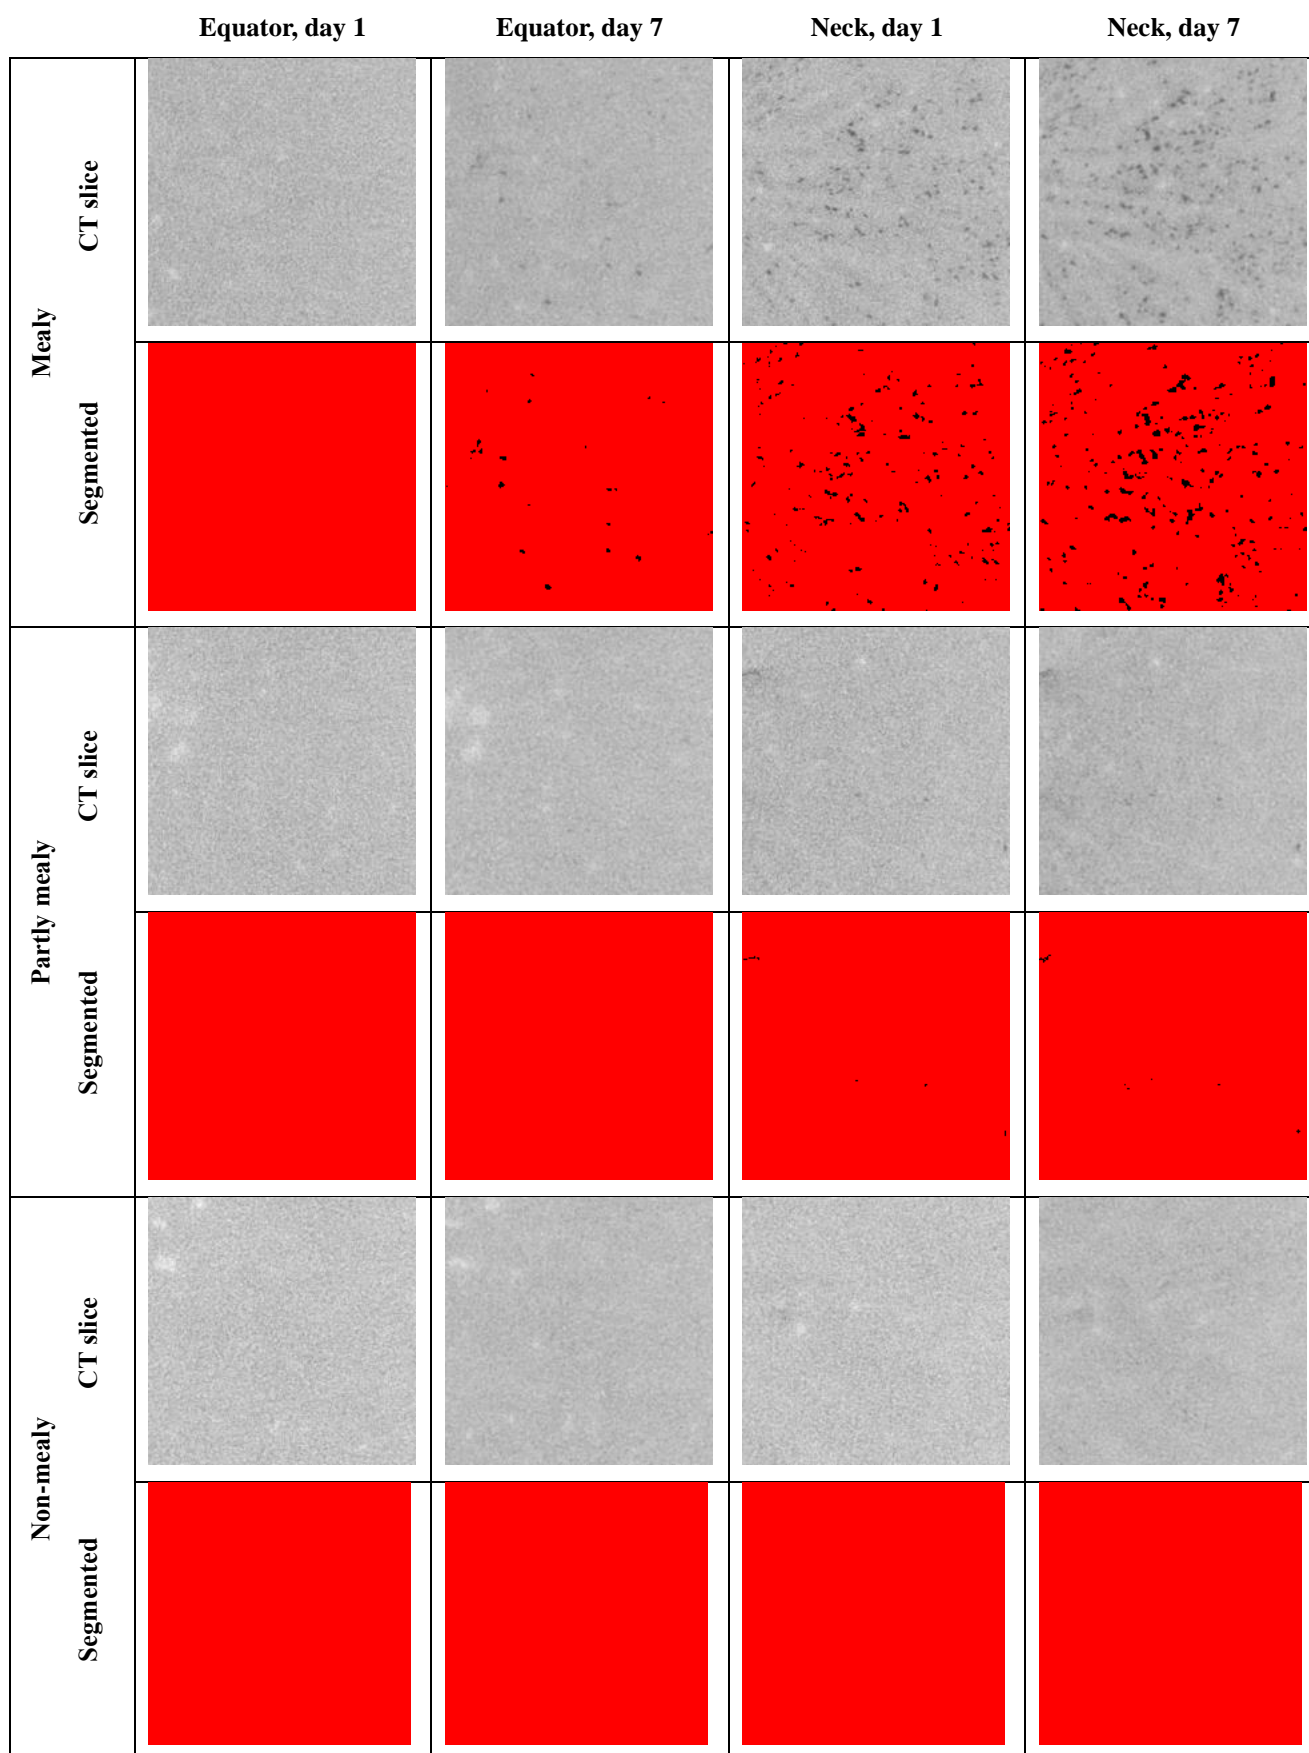 Equator, day 1
Equator, day 7
Neck, day 1
Neck, day 7
Mealy
CT slice
Segmented
Partly mealy
CT slice
Segmented
Non-mealy
CT slice
Segmented